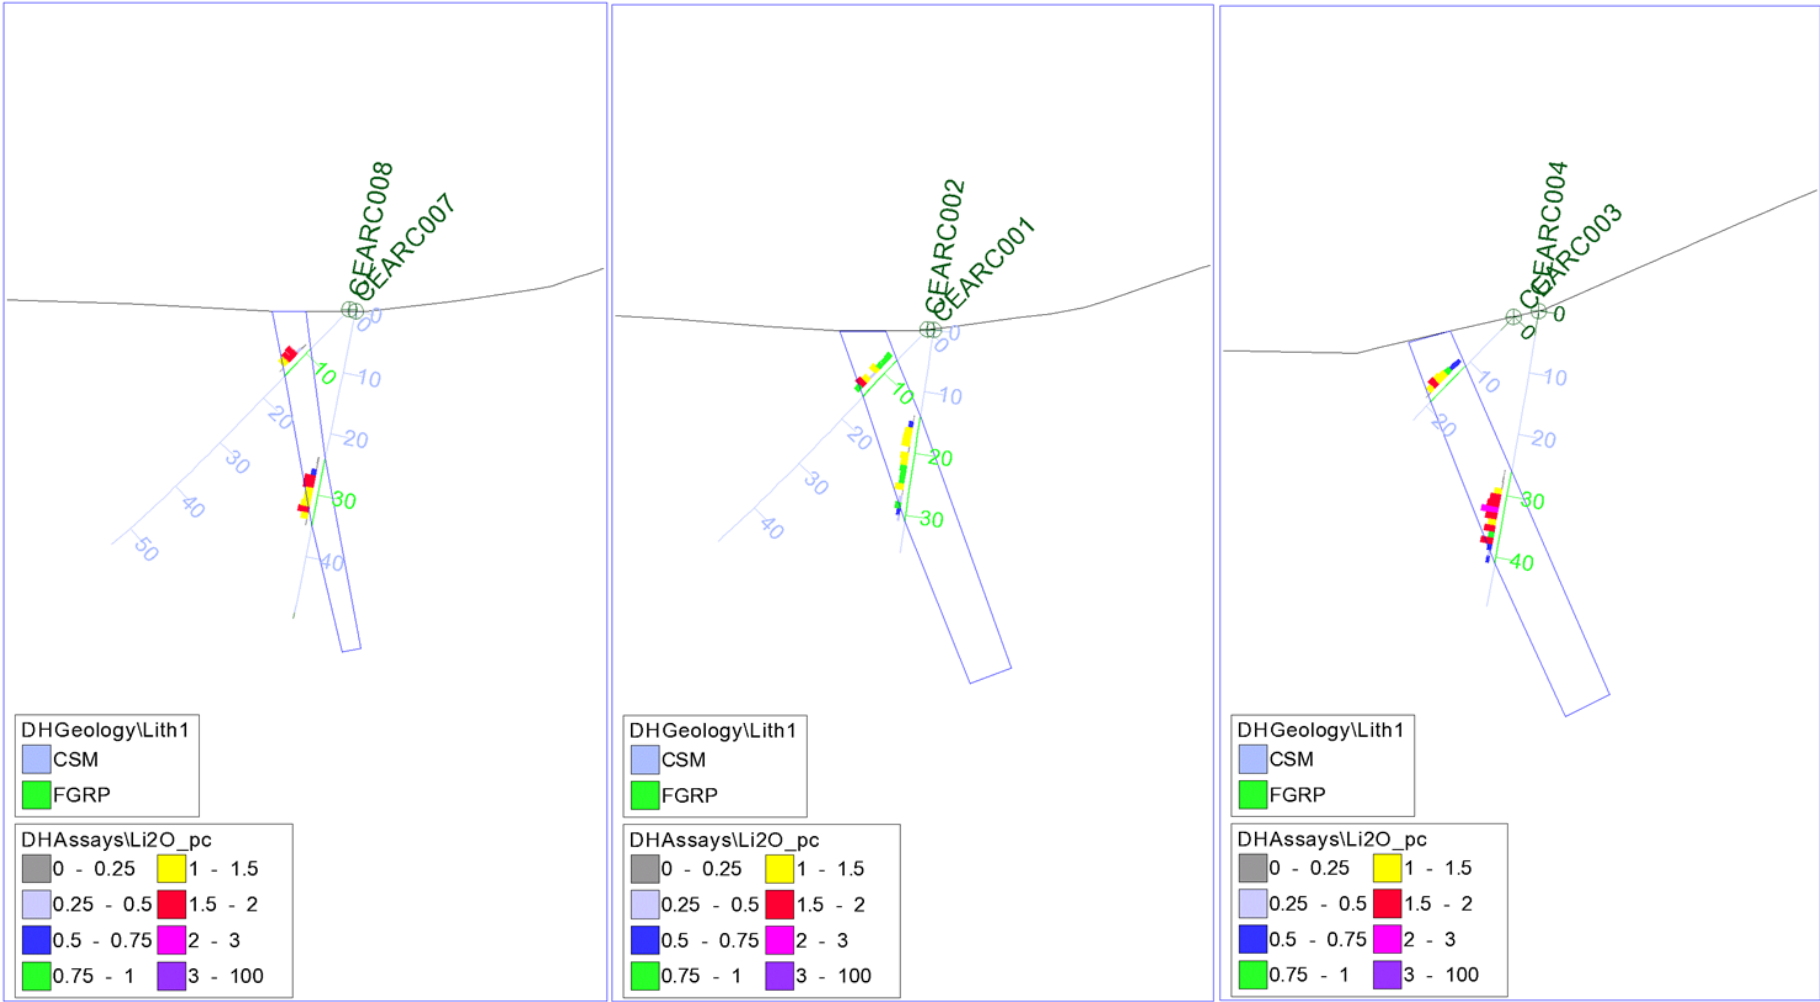 CEARC008
CEARC007
0
0
10
10
20
20
30
30
40
40
50
DHGeology\Lith1
CSM
FGRP
DHAssays\Li2O_pc
0 - 0.25 1 - 1.5
0.25 - 0.5 1.5 - 2
0.5 - 0.75 2 - 3
0.75 - 1 3 - 100
CEARC002
CEARC001
0
0
10
10
20
20
30
30
40
DHGeology\Lith1
CSM
FGRP
DHAssays\Li2O_pc
0 - 0.25 1 - 1.5
0.25 - 0.5 1.5 - 2
0.5 - 0.75 2 - 3
0.75 - 1 3 - 100
CEARC004
CEARC003
0
0
10
10
20
20
30
40
DHGeology\Lith1
CSM
FGRP
DHAssays\Li2O_pc
0 - 0.25 1 - 1.5
0.25 - 0.5 1.5 - 2
0.5 - 0.75 2 - 3
0.75 - 1 3 - 100